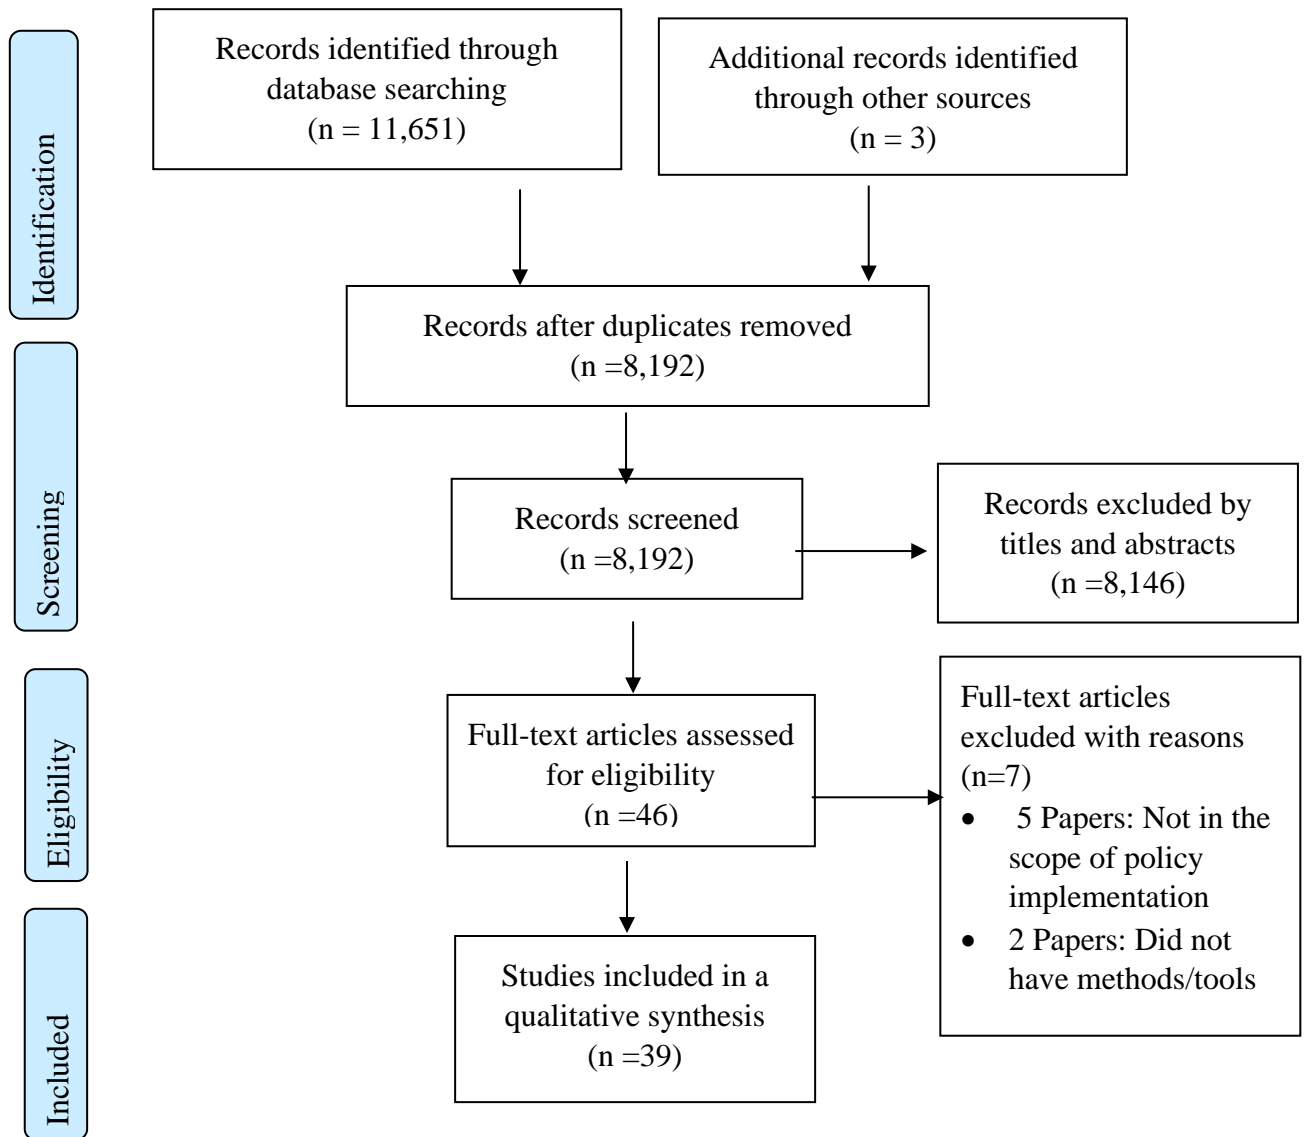 Identification
Records identified through
database searching
(n = 11,651)
Additional records identified
through other sources
(n = 3)
Records after duplicates removed
(n =8,192)
Screening
Records screened
(n =8,192)
Records excluded by
titles and abstracts
(n =8,146)
Eligibility
Full-text articles assessed
for eligibility
(n =46)
Full-text articles
excluded with reasons
(n=7)
• 5 Papers: Not in the
scope of policy
implementation
• 2 Papers: Did not
have methods/tools
Included
Studies included in a
qualitative synthesis
(n =39)